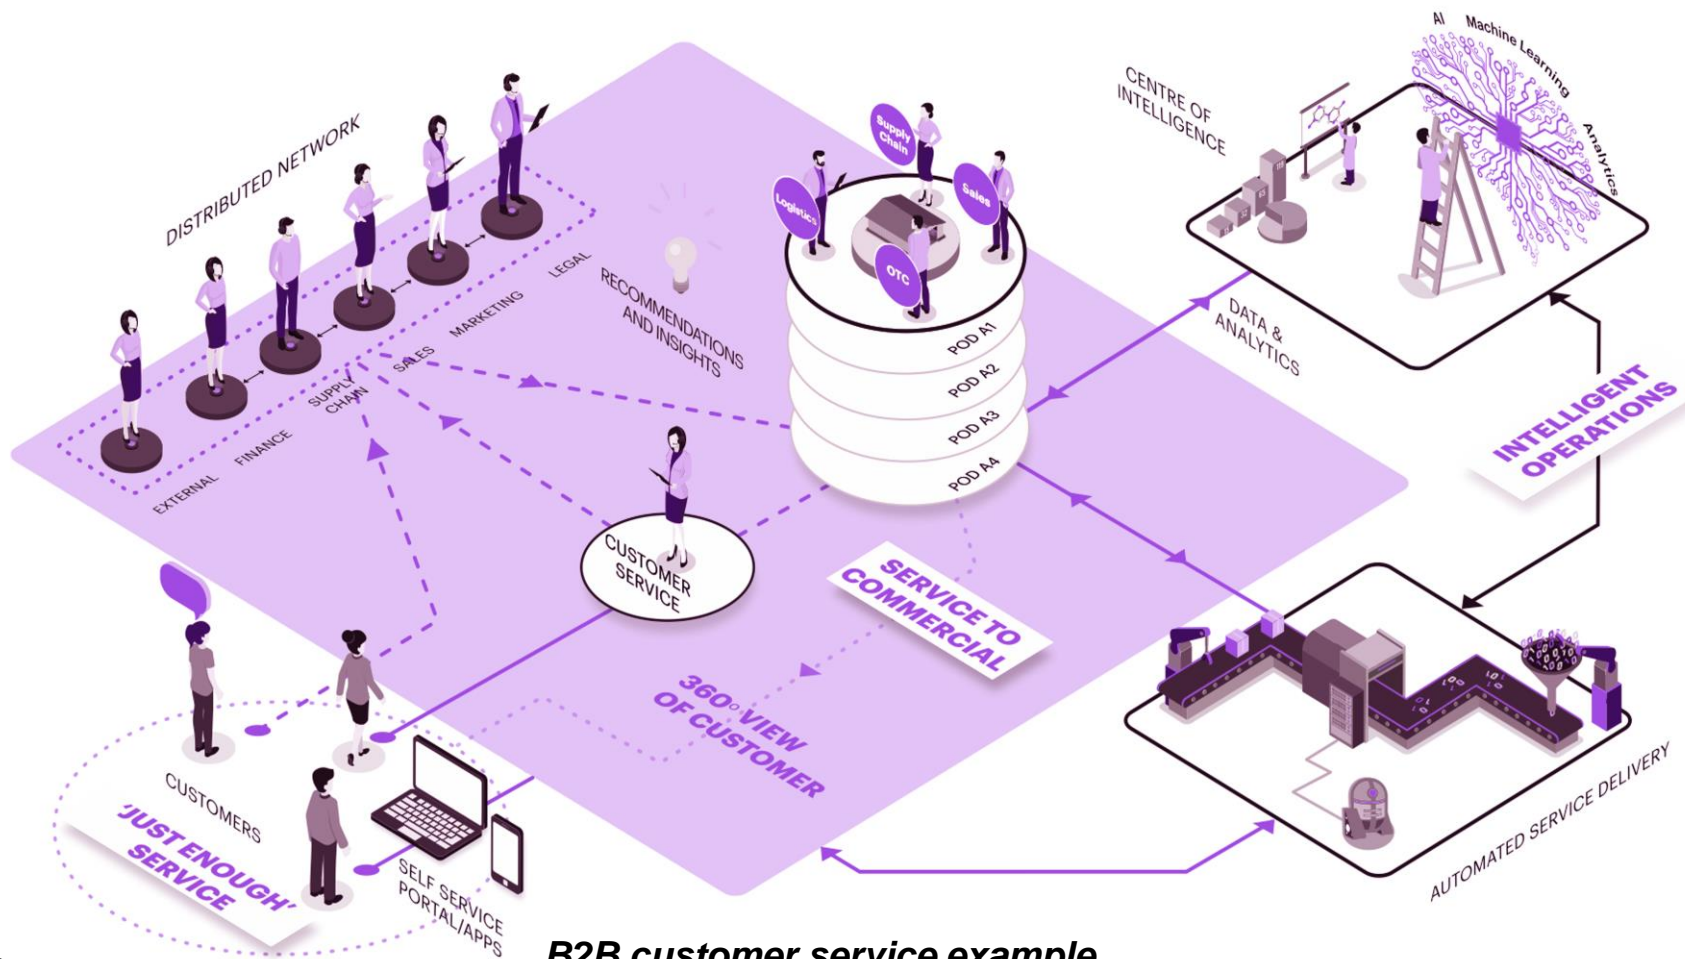 AI Machine Learning
Analytics
CENTRE OF
INTELLIGENCE
DISTRIBUTED NETWORK
Supply
Chain
Logistics
Sales
OTC
LEGAL
MARKETING
SALES
SUPPLY
CHAIN
FINANCE
EXTERNAL
RECOMMENDATIONS
AND INSIGHTS
POD A1
POD A2
POD A3
POD A4
DATA &
ANALYTICS
INTELLIGENT
OPERATIONS
CUSTOMER
SERVICE
SERVICE TO
COMMERCIAL
360° VIEW
OF CUSTOMER
CUSTOMERS
'JUST ENOUGH'
SERVICE
SELF SERVICE
PORTAL/APPS
AUTOMATED SERVICE DELIVERY
B2B customer service example